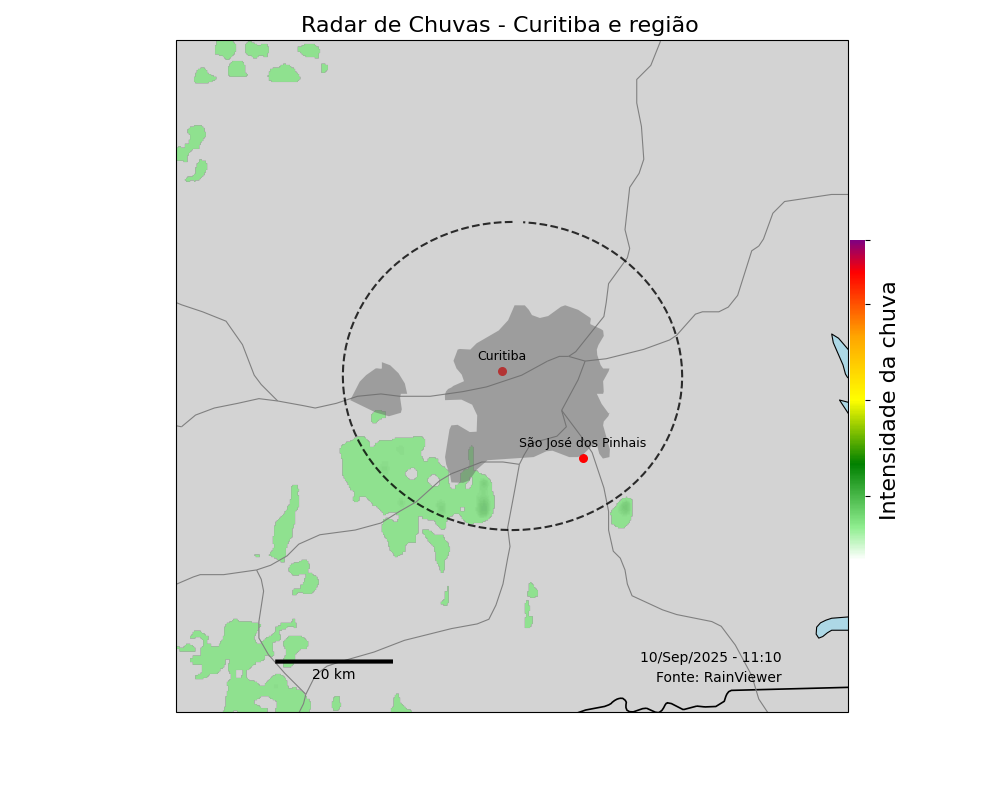 Radar de Chuvas - Curitiba e região
Curitiba
São José dos Pinhais
Intensidade da chuva
10/Sep/2025 - 11:10
Fonte: RainViewer
20 km